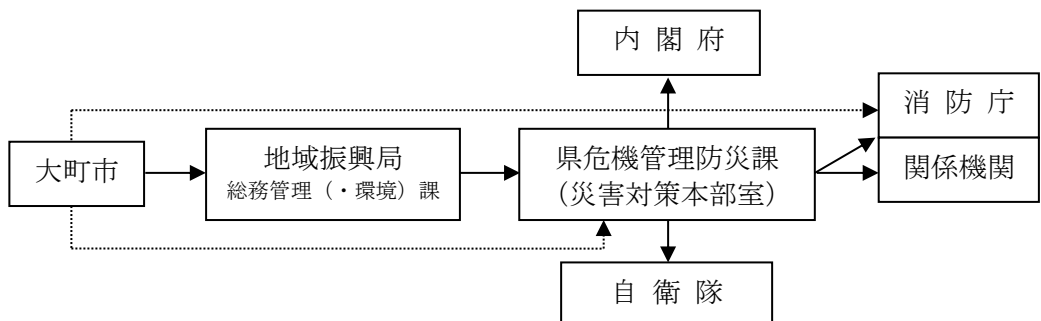 内 閣 府
消 防 庁
大町市
地域振興局
総務管理（・環境）課
県危機管理防災課
（災害対策本部室）
関係機関
自 衛 隊